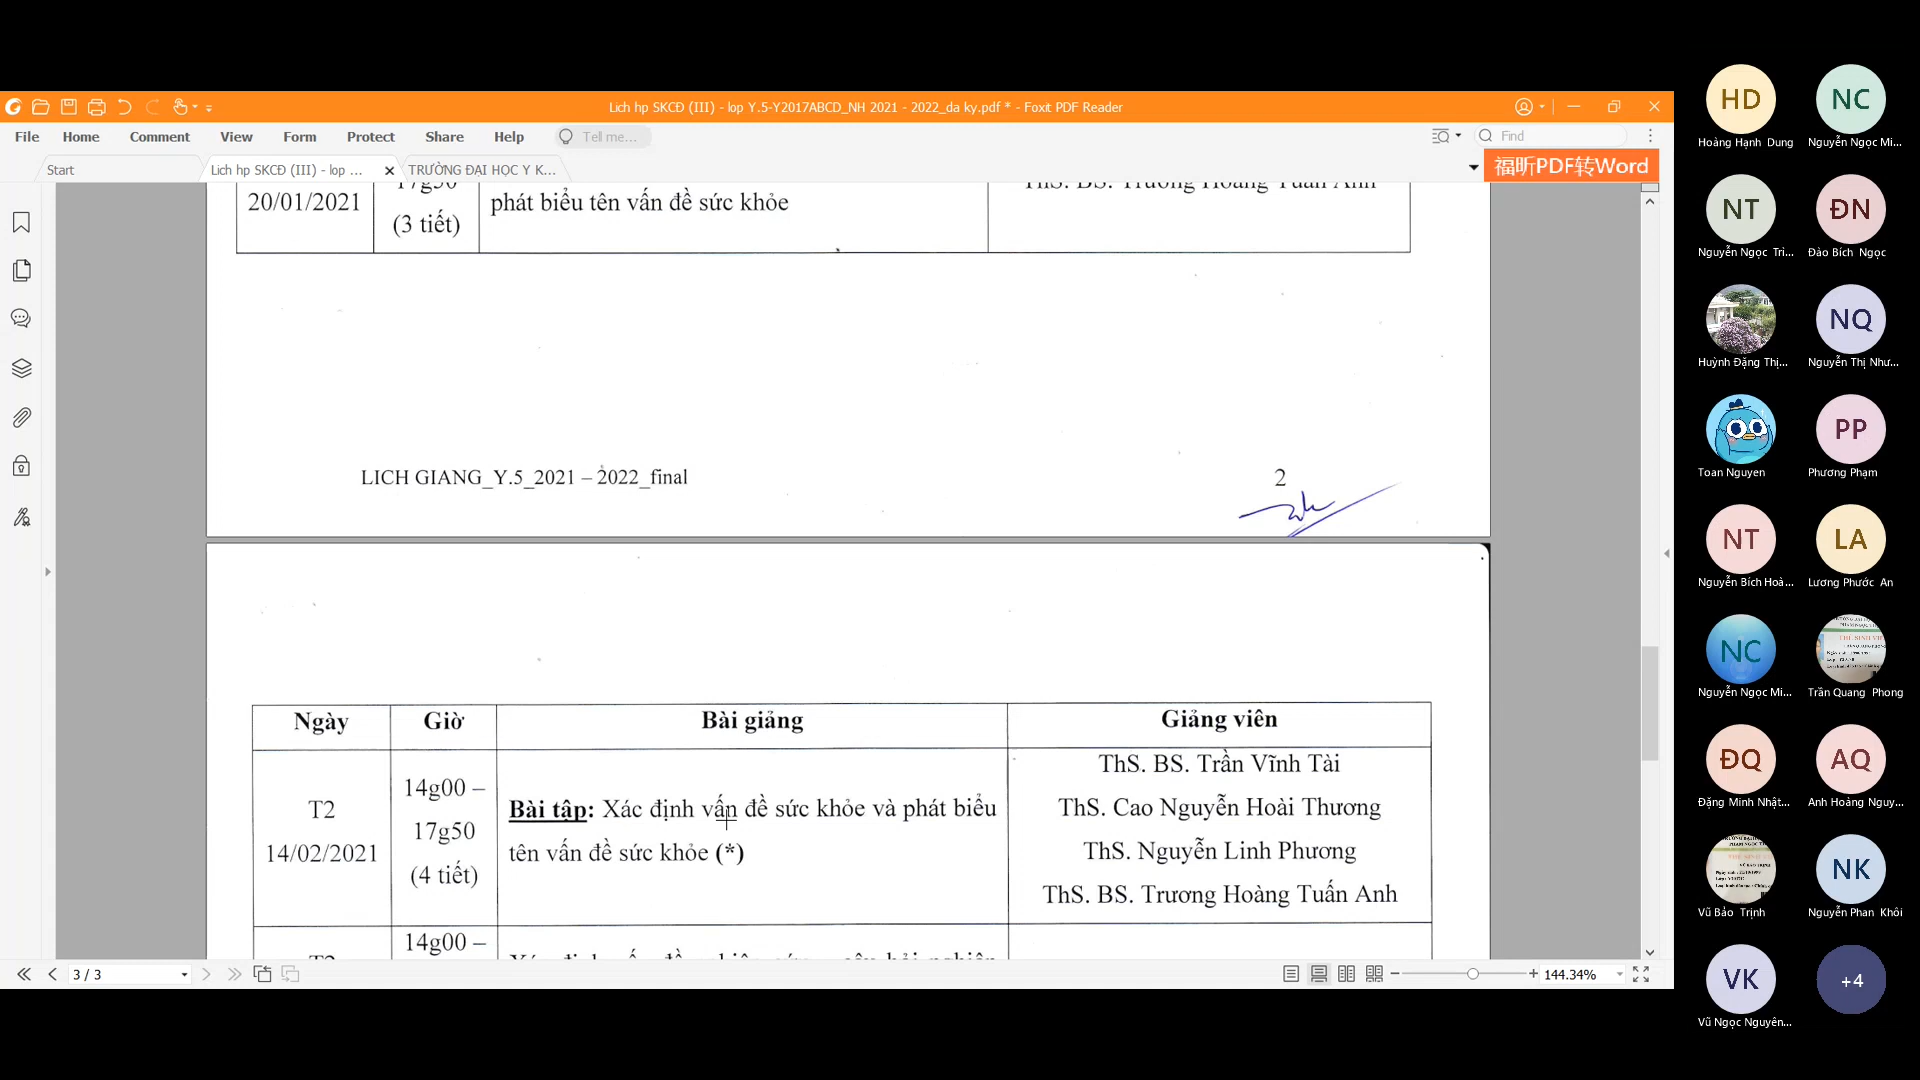 Lich hp SKCĐ (III) - lop Y.5-Y2017ABCD_NH 2021 - 2022_da ky.pdf * - Foxit PDF Reader
File Home Comment View Form Protect Share Help Tell me... Find
Start
Lich hp SKCĐ (III) - lop ...
TRƯỜNG ĐẠI HỌC Y K...
福昕PDF转Word
20/01/2021
17g50
(3 tiết)
phát biểu tên vấn đề sức khỏe
ThS. BS. Trương Hoàng Tuấn Anh
LICH GIANG_Y.5_2021 – 2022_final
2
Ngày Giờ Bài giảng Giảng viên
T2
14/02/2021
14g00 –
17g50
(4 tiết)
Bài tập: Xác định vấn đề sức khỏe và phát biểu
tên vấn đề sức khỏe (*)
ThS. BS. Trần Vĩnh Tài
ThS. Cao Nguyễn Hoài Thương
ThS. Nguyễn Linh Phương
ThS. BS. Trương Hoàng Tuấn Anh
14g00 –
3 / 3
144.34%
HD
Hoàng Hạnh Dung
NC
Nguyễn Ngọc Mi...
NT
Nguyễn Ngọc Tri...
ĐN
Đào Bích Ngọc
Huỳnh Đặng Thị...
NQ
Nguyễn Thị Như...
Toan Nguyen
PP
Phương Phạm
NT
Nguyễn Bích Hoà...
LA
Lương Phước An
NC
Nguyễn Ngọc Mi...
Trần Quang Phong
ĐQ
Đặng Minh Nhật...
AQ
Anh Hoàng Nguy...
Vũ Bảo Trịnh
NK
Nguyễn Phan Khôi
VK
Vũ Ngọc Nguyên...
+4